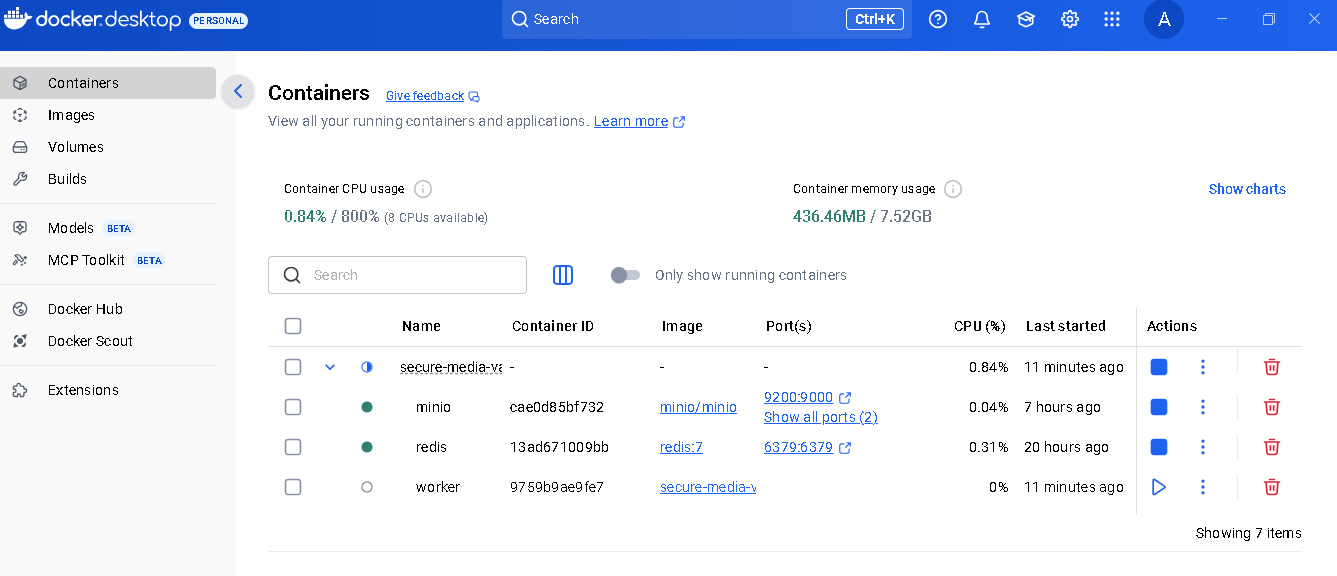 docker.desktop PERSONAL
Search
Ctrl+K
A
Containers
Images
Volumes
Builds
Models BETA
MCP Toolkit BETA
Docker Hub
Docker Scout
Extensions
Containers Give feedback
View all your running containers and applications. Learn more
Container CPU usage
0.84% / 800% (8 CPUs available)
Container memory usage
436.46MB / 7.52GB
Show charts
Search
Only show running containers
Name Container ID Image Port(s) CPU (%) Last started Actions
secure-media-va - - - 0.84% 11 minutes ago
minio cae0d85bf732 minio/minio 9200:9000 0.04% 7 hours ago
Show all ports (2)
redis 13ad671009bb redis:7 6379:6379 0.31% 20 hours ago
worker 9759b9ae9fe7 secure-media-v 0% 11 minutes ago
Showing 7 items